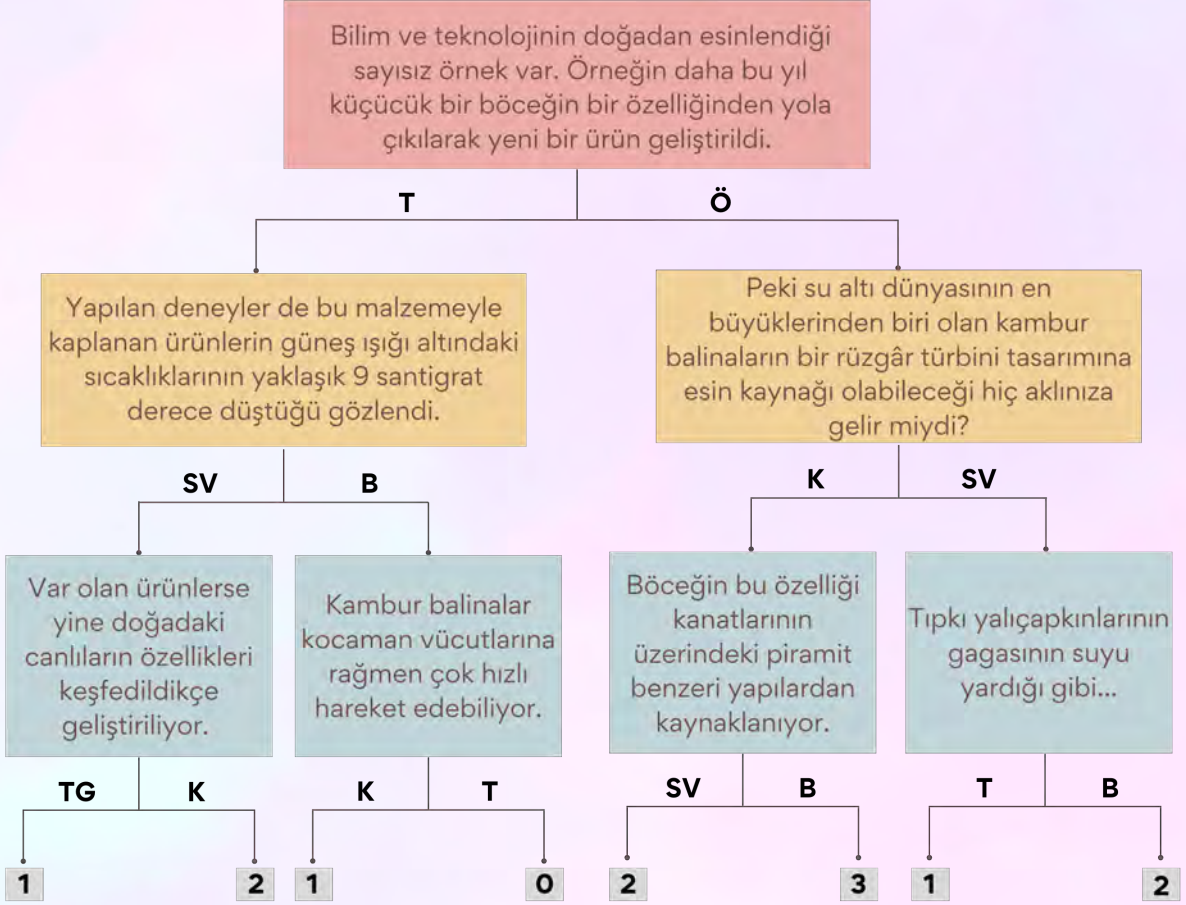 Bilim ve teknolojinin doğadan esinlendiği
sayısız örnek var. Örneğin daha bu yıl
küçücük bir böceğin bir özelliğinden yola
çıkılarak yeni bir ürün geliştirildi.
T
Ö
Yapılan deneyler de bu malzemeyle
kaplanan ürünlerin güneş ışığı altındaki
sıcaklıklarının yaklaşık 9 santigrat
derece düştüğü gözlendi.
Peki su altı dünyasının en
büyüklerinden biri olan kambur
balinaların bir rüzgâr türbini tasarımına
esin kaynağı olabileceği hiç aklınıza
gelir miydi?
SV
B
K
SV
Var olan ürünlerse
yine doğadaki
canlıların özellikleri
keşfedildikçe
geliştiriliyor.
Kambur balinalar
kocaman vücutlarına
rağmen çok hızlı
hareket edebiliyor.
Böceğin bu özelliği
kanatlarının
üzerindeki piramit
benzeri yapılardan
kaynaklanıyor.
Tıpkı yalıçapkınlarının
gagasının suyu
yardığı gibi...
TG
K
K
T
SV
B
T
B
1
2
1
0
2
3
1
2